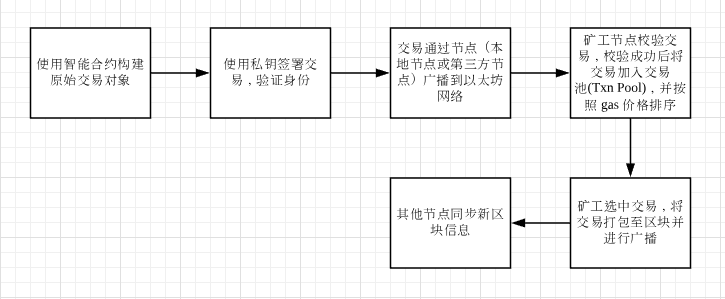 使用智能合约构建
原始交易对象
使用私钥签署交
易，验证身份
交易通过节点（本
地节点或第三方节
点）广播到以太坊
网络
矿工节点校验交
易，校验成功后将
交易加入交易
池(Txn Pool)，并按
照 gas 价格排序
矿工选中交易，将
交易打包至区块并
进行广播
其他节点同步新区
块信息